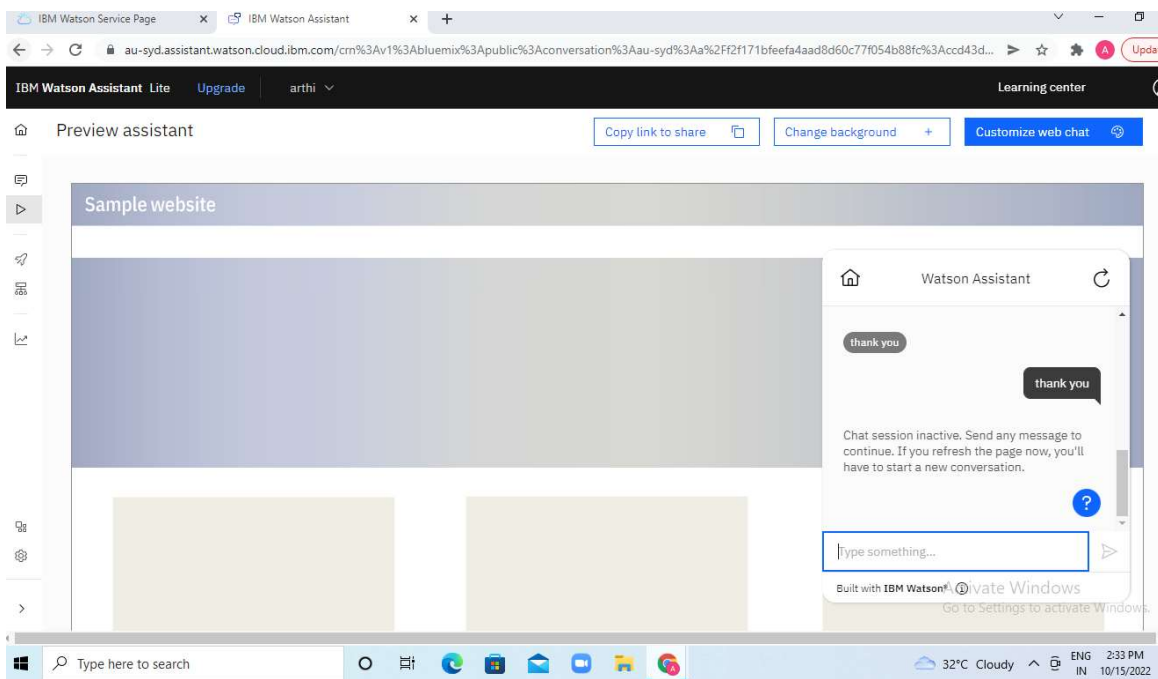 IBM Watson Service Page
IBM Watson Assistant
au-syd.assistant.watson.cloud.ibm.com/crn%3Av1%3Abluemix%3Apublic%3Aconversation%3Aau-syd%3Aa%2Ff2f171bfeefa4aad8d60c77f054b88fc%3Accd43d...
A
Upda
IBM Watson Assistant Lite Upgrade arthi Learning center
Preview assistant
Copy link to share
Change background +
Customize web chat
Sample website
Watson Assistant
thank you
thank you
Chat session inactive. Send any message to
continue. If you refresh the page now, you'll
have to start a new conversation.
?
Type something...
Built with IBM Watson®
Activate Windows
Go to Settings to activate Windows.
Type here to search
32°C Cloudy
ENG
IN
2:33 PM
10/15/2022